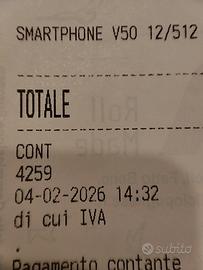 SMARTPHONE V50 12/512
TOTALE
CONT
4259
04-02-2026 14:32
di cui IVA
Pagamento contante
subito